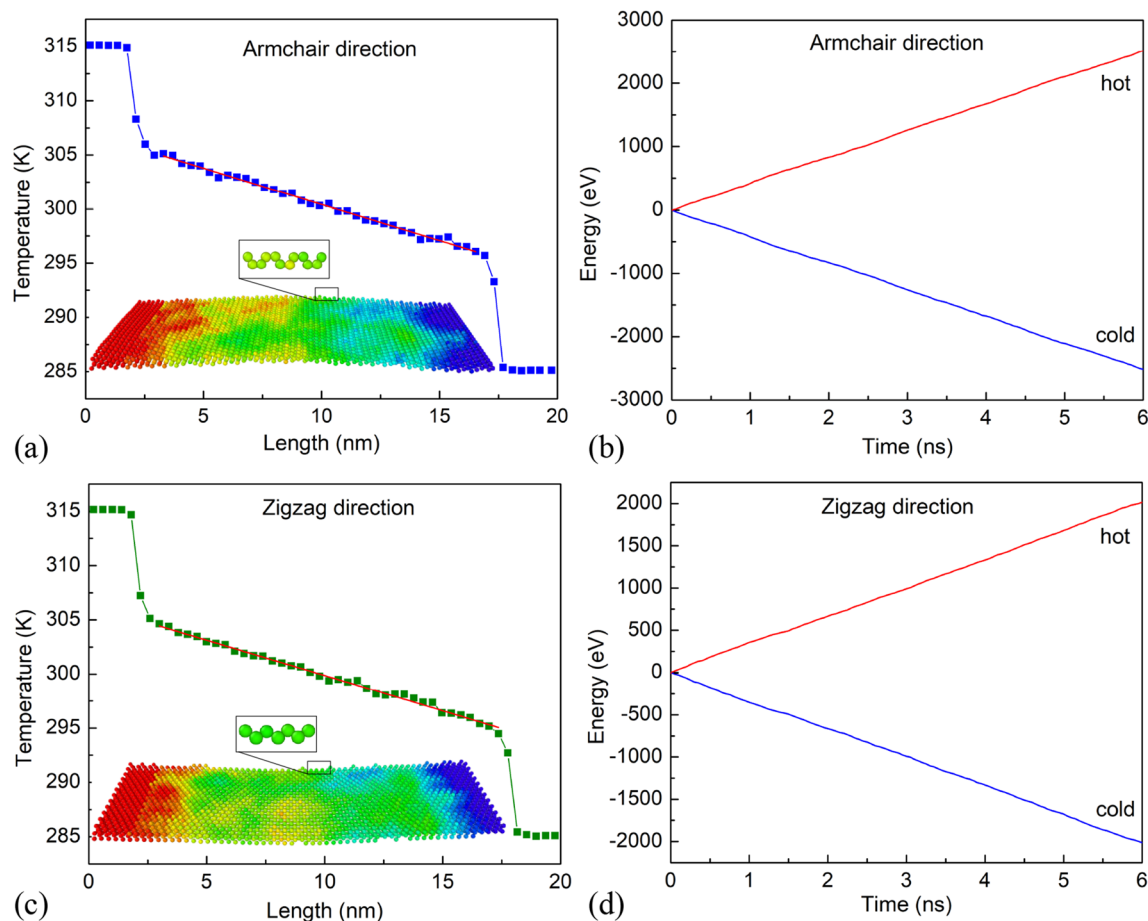 Armchair direction
Temperature (K)
315
310
305
300
295
290
285
0 5 10 15 20
Length (nm)
(a)
Armchair direction
hot
cold
Energy (eV)
3000
2000
1000
0
-1000
-2000
-3000
0 1 2 3 4 5 6
Time (ns)
(b)
Zigzag direction
Temperature (K)
315
310
305
300
295
290
285
0 5 10 15 20
Length (nm)
(c)
Zigzag direction
hot
cold
Energy (eV)
2000
1500
1000
500
0
-500
-1000
-1500
-2000
0 1 2 3 4 5 6
Time (ns)
(d)